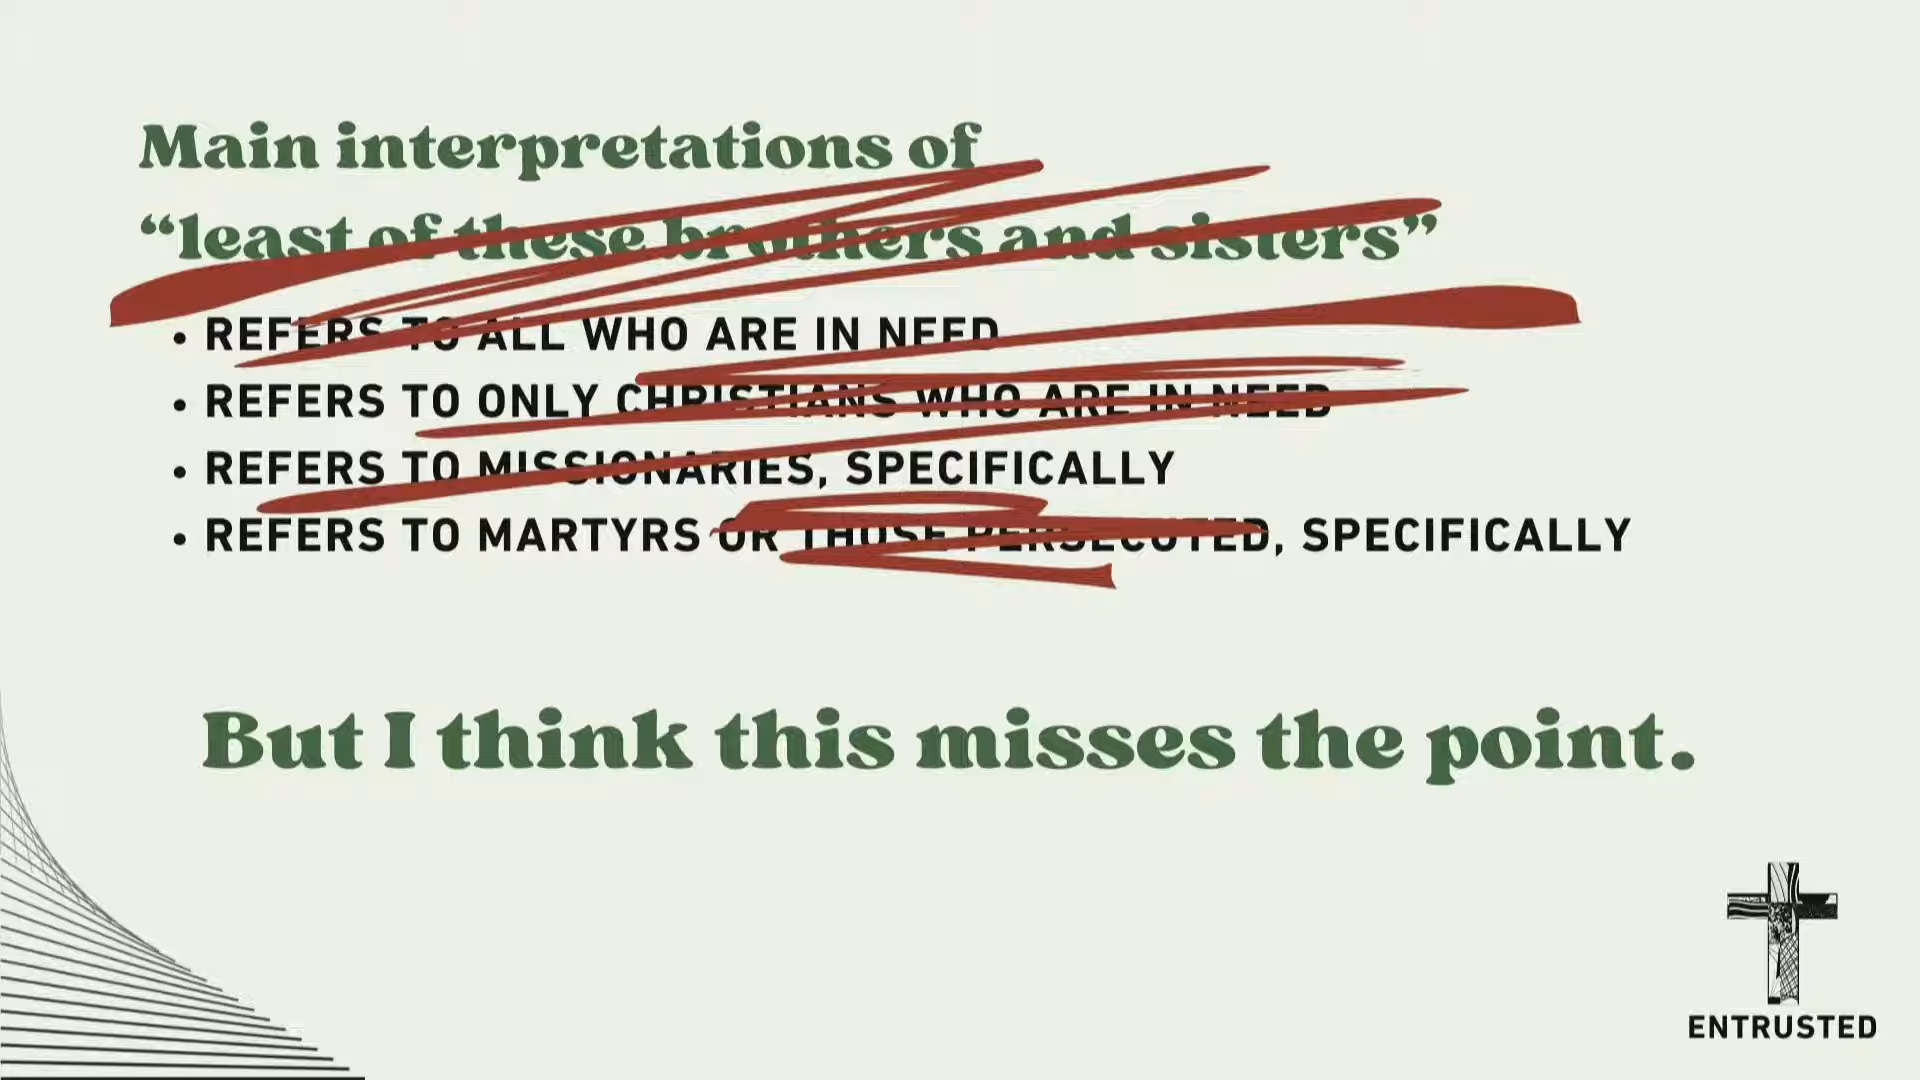 Main interpretations of
“least of these brothers and sisters”
• REFERS TO ALL WHO ARE IN NEED
• REFERS TO ONLY CHRISTIANS WHO ARE IN NEED
• REFERS TO MISSIONARIES, SPECIFICALLY
• REFERS TO MARTYRS OR THOSE PERSECUTED, SPECIFICALLY
But I think this misses the point.
ENTRUSTED